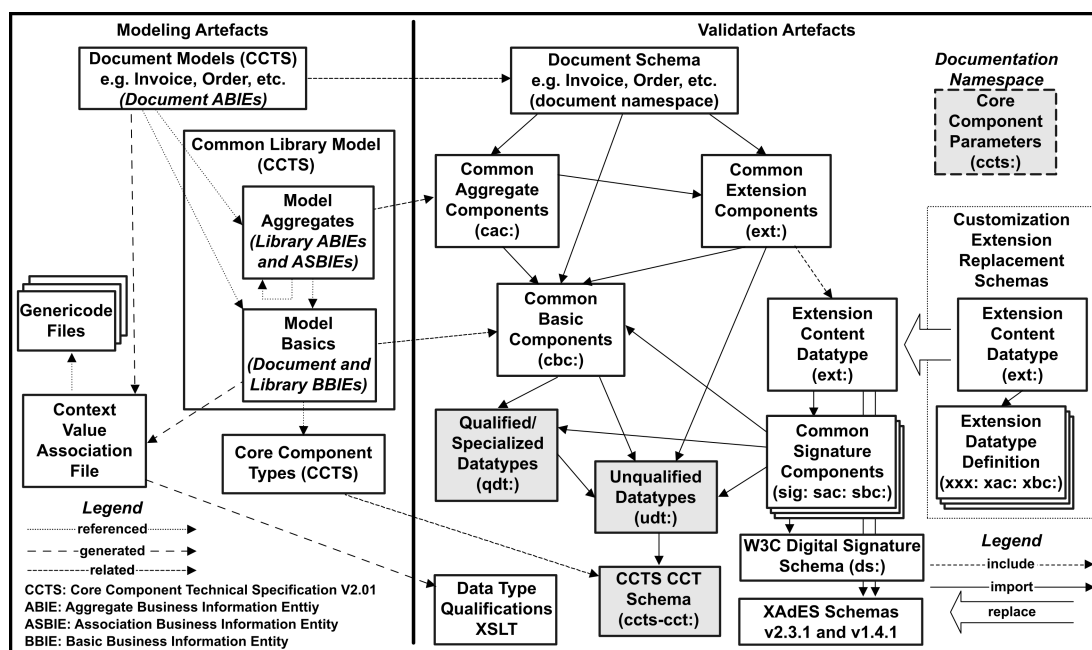 Modeling Artefacts
Document Models (CCTS)
e.g. Invoice, Order, etc.
(Document ABIEs)
Common Library Model
(CCTS)
Model
Aggregates
(Library ABIEs
and ASBIEs)
Model
Basics
(Document and
Library BBIEs)
Genericode
Files
Context
Value
Association
File
Core Component
Types (CCTS)
Legend
referenced
generated
related
CCTS: Core Component Technical Specification V2.01
ABIE: Aggregate Business Information Enttiy
ASBIE: Association Business Information Entity
BBIE: Basic Business Information Entity
Validation Artefacts
Document Schema
e.g. Invoice, Order, etc.
(document namespace)
Common
Aggregate
Components
(cac:)
Common
Extension
Components
(ext:)
Common
Basic
Components
(cbc:)
Extension
Content
Datatype
(ext:)
Qualified/
Specialized
Datatypes
(qdt:)
Unqualified
Datatypes
(udt:)
Common
Signature
Components
(sig: sac: sbc:)
W3C Digital Signature
Schema (ds:)
XAdES Schemas
v2.3.1 and v1.4.1
CCTS CCT
Schema
(ccts-cct:)
Data Type
Qualifications
XSLT
Documentation
Namespace
Core
Component
Parameters
(ccts:)
Customization
Extension
Replacement
Schemas
Extension
Content
Datatype
(ext:)
Extension
Datatype
Definition
(xxx: xac: xbc:)
Legend
include
import
replace